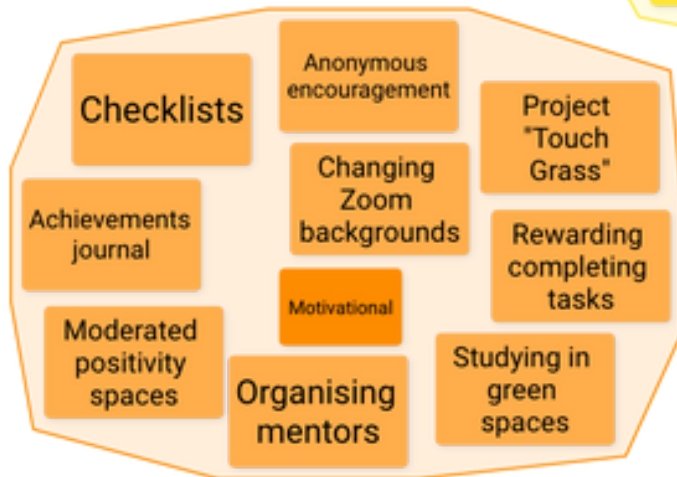 Checklists
Anonymous
encouragement
Project
"Touch
Grass"
Changing
Zoom
backgrounds
Achievements
journal
Rewarding
completing
tasks
Motivational
Moderated
positivity
spaces
Organising
mentors
Studying in
green
spaces